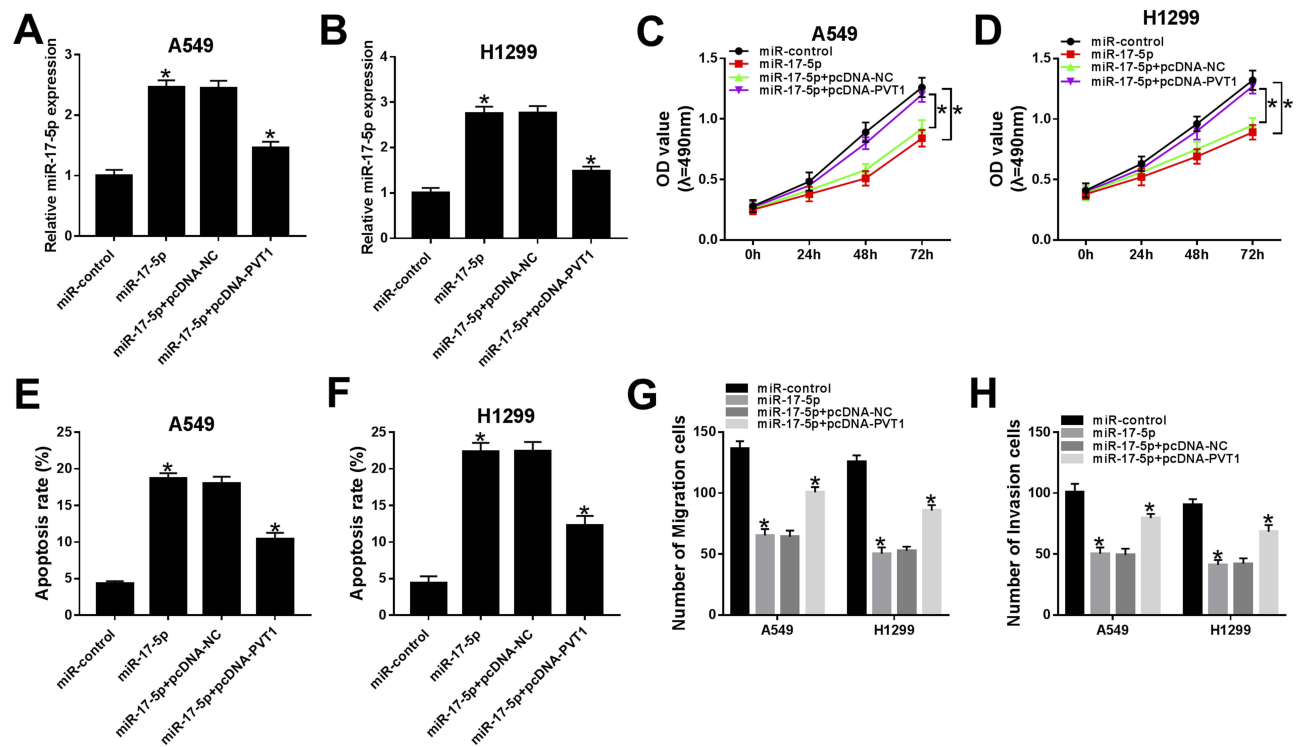 A
A549
Relative miR-17-5p expression
3
2
1
0
*
*
miR-control
miR-17-5p
miR-17-5p+pcDNA-NC
miR-17-5p+pcDNA-PVT1
B
H1299
Relative miR-17-5p expression
4
3
2
1
0
*
*
miR-control
miR-17-5p
miR-17-5p+pcDNA-NC
miR-17-5p+pcDNA-PVT1
C
A549
miR-control
miR-17-5p
miR-17-5p+pcDNA-NC
miR-17-5p+pcDNA-PVT1
OD value
(λ=490nm)
1.5
1.0
0.5
0.0
* *
0h 24h 48h 72h
D
H1299
miR-control
miR-17-5p
miR-17-5p+pcDNA-NC
miR-17-5p+pcDNA-PVT1
OD value
(λ=490nm)
1.5
1.0
0.5
0.0
* *
0h 24h 48h 72h
E
A549
Apoptosis rate (%)
25
20
15
10
5
0
*
*
miR-control
miR-17-5p
miR-17-5p+pcDNA-NC
miR-17-5p+pcDNA-PVT1
F
H1299
Apoptosis rate (%)
25
20
15
10
5
0
*
*
miR-control
miR-17-5p
miR-17-5p+pcDNA-NC
miR-17-5p+pcDNA-PVT1
G
miR-control
miR-17-5p
miR-17-5p+pcDNA-NC
miR-17-5p+pcDNA-PVT1
Number of Migration cells
150
100
50
0
* * * *
A549 H1299
H
miR-control
miR-17-5p
miR-17-5p+pcDNA-NC
miR-17-5p+pcDNA-PVT1
Number of Invasion cells
150
100
50
0
* * * *
A549 H1299